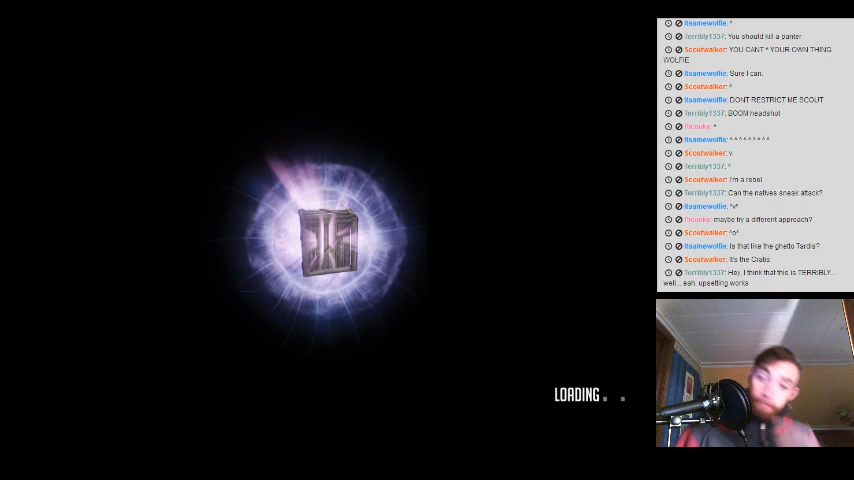 Itsamewolfie: ^
Terribly1337: You should kill a panter
Scoutwalker: YOU CANT ^ YOUR OWN THING
WOLFIE
Itsamewolfie: Sure I can.
Scoutwalker: ^
Itsamewolfie: DONT RESTRICT ME SCOUT
Terribly1337: BOOM headshot
Picooky: ^
Itsamewolfie: ^ ^ ^ ^ ^ ^ ^ ^ ^
Scoutwalker: v
Terribly1337: ^
Scoutwalker: I'm a rebel
Terribly1337: Can the natives sneak attack?
Itsamewolfie: ^v^
Picooky: maybe try a different approach?
Scoutwalker: ^o^
Itsamewolfie: Is that like the ghetto Tardis?
Scoutwalker: It's the Cratis
Terribly1337: Hey. I think that this is TERRIBLY...
well... eah, upsetting works
LOADING . .